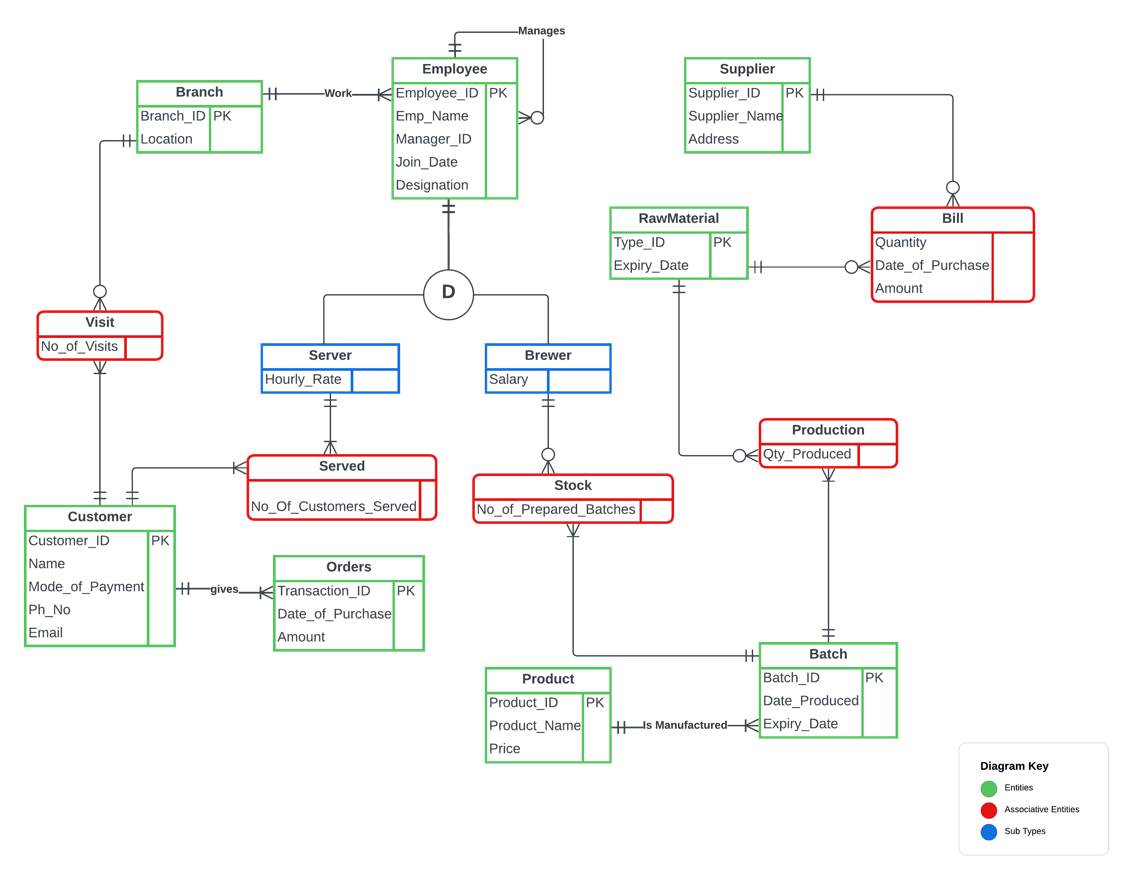 Manages
Employee
Employee_ID PK
Emp_Name
Manager_ID
Join_Date
Designation
Branch
Branch_ID PK
Location
Work
Supplier
Supplier_ID PK
Supplier_Name
Address
RawMaterial
Type_ID PK
Expiry_Date
Bill
Quantity
Date_of_Purchase
Amount
D
Visit
No_of_Visits
Server
Hourly_Rate
Brewer
Salary
Production
Qty_Produced
Served
No_Of_Customers_Served
Stock
No_of_Prepared_Batches
Customer
Customer_ID PK
Name
Mode_of_Payment
Ph_No
Email
gives
Orders
Transaction_ID PK
Date_of_Purchase
Amount
Batch
Batch_ID PK
Date_Produced
Expiry_Date
Product
Product_ID PK
Product_Name
Price
Is Manufactured
Diagram Key
Entities
Associative Entities
Sub Types